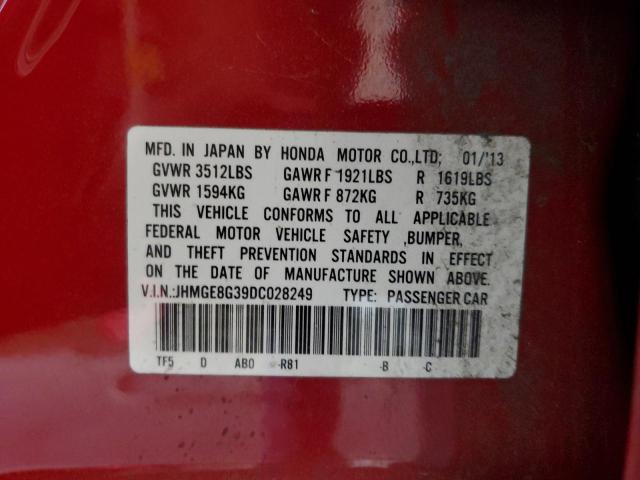 MFD. IN JAPAN BY HONDA MOTOR CO.,LTD; 01/'13
GVWR 3512LBS GAWR F 1921LBS R 1619LBS
GVWR 1594KG GAWR F 872KG R 735KG
THIS VEHICLE CONFORMS TO ALL APPLICABLE
FEDERAL MOTOR VEHICLE SAFETY ,BUMPER,
AND THEFT PREVENTION STANDARDS IN EFFECT
ON THE DATE OF MANUFACTURE SHOWN ABOVE.
V.I.N.:JHMGE8G39DC028249 TYPE: PASSENGER CAR
TF5 D AB0 -R81 -B -C